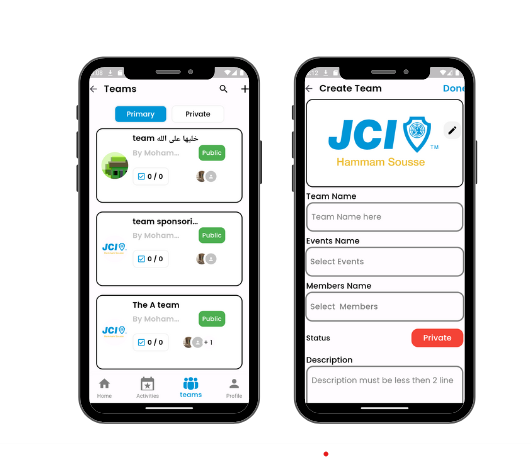 Teams
Primary
Private
team خليها على الله
By Moham...
Public
0 / 0
team sponsori...
By Moham...
Public
0 / 0
The A team
By Moham...
Public
0 / 0
+ 1
Home
Activities
teams
Profile
Create Team
Done
JCI
TM
Hammam Sousse
Team Name
Team Name here
Events Name
Select Events
Members Name
Select Members
Status
Private
Description
Description must be less then 2 line